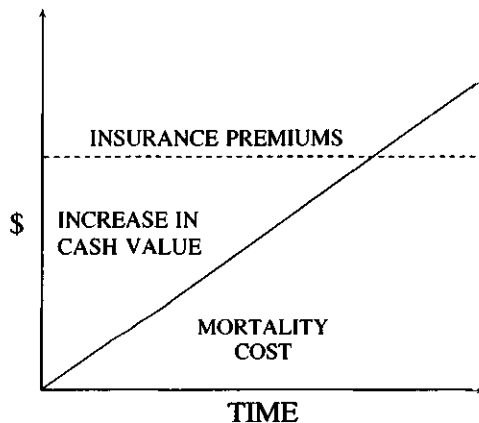 INSURANCE PREMIUMS
$
INCREASE IN
CASH VALUE
MORTALITY
COST
TIME